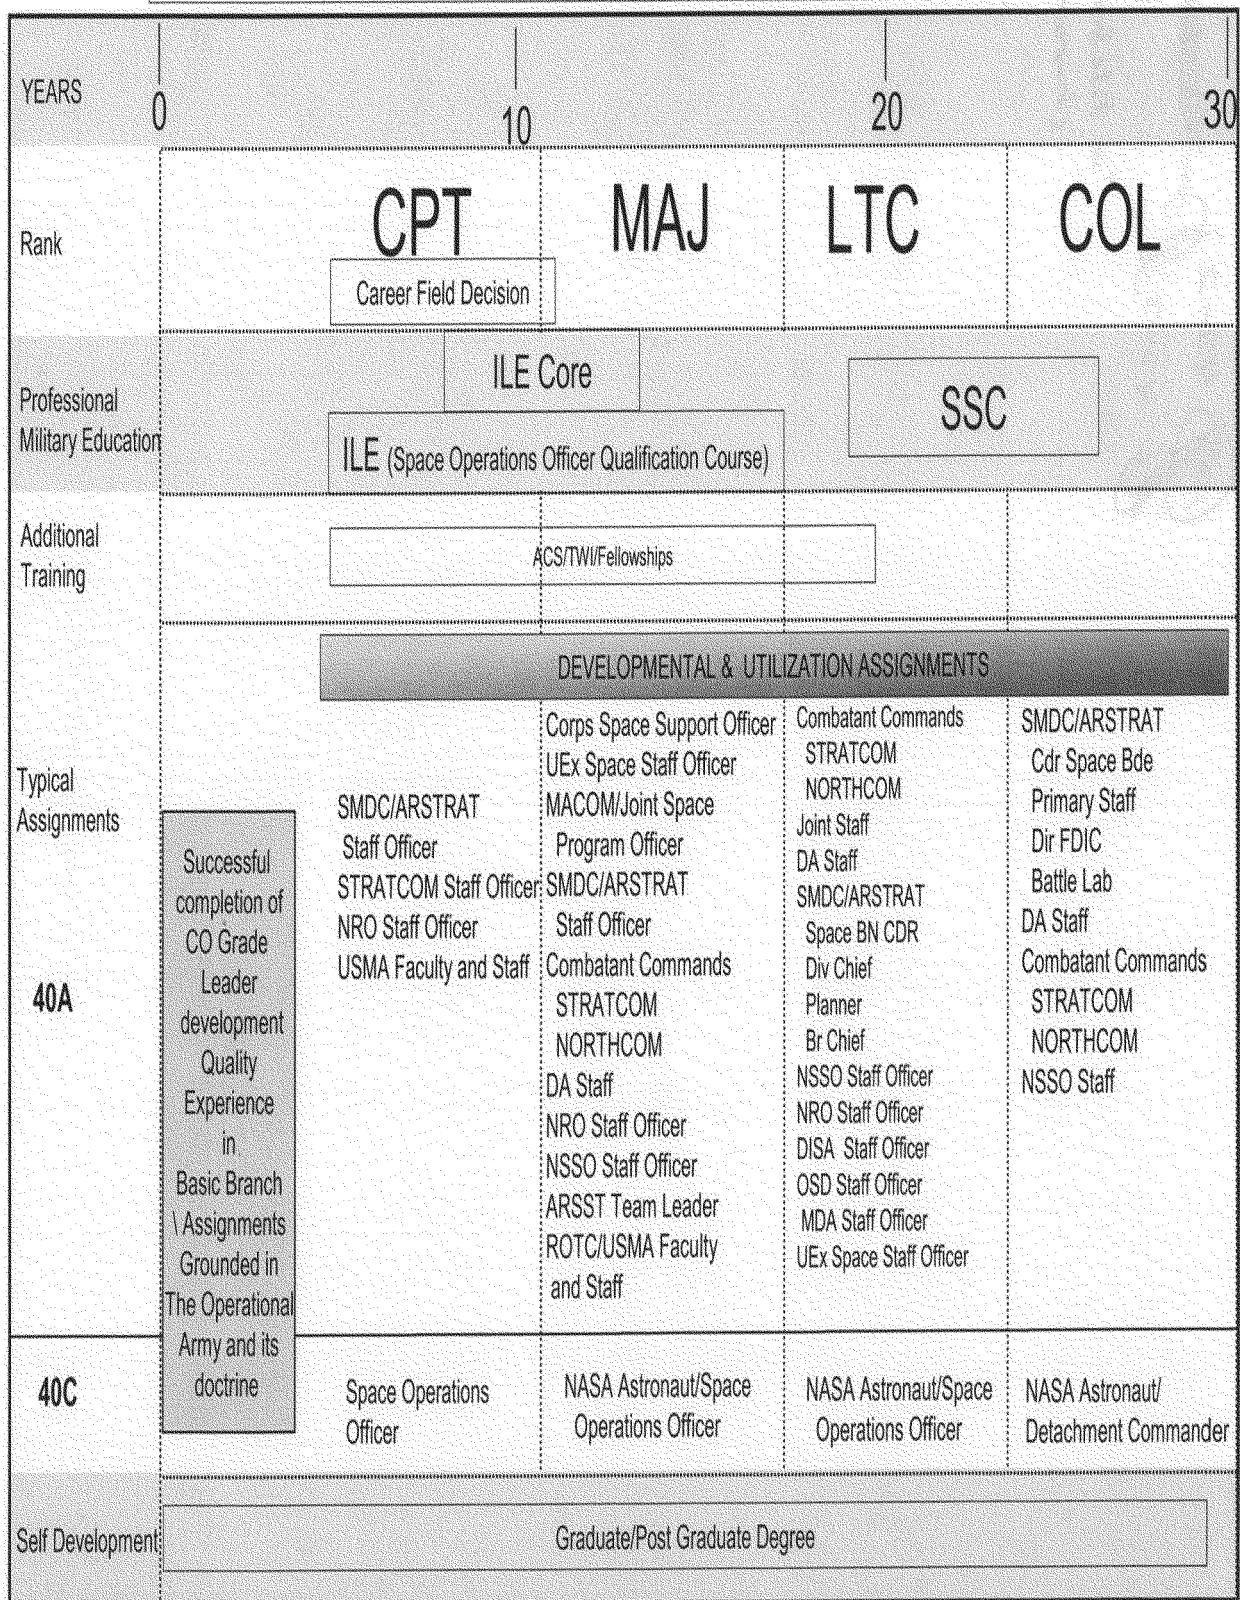 YEARS
0
10
20
30
Rank
CPT
MAJ
LTC
COL
Career Field Decision
Professional
Military Education
ILE Core
ILE (Space Operations Officer Qualification Course)
SSC
Additional
Training
ACS/TWI/Fellowships
DEVELOPMENTAL & UTILIZATION ASSIGNMENTS
Typical
Assignments
40A
Successful
completion of
CO Grade
Leader
development
Quality
Experience
in
Basic Branch
\ Assignments
Grounded in
The Operational
Army and its
doctrine
SMDC/ARSTRAT
Staff Officer
STRATCOM Staff Officer
NRO Staff Officer
USMA Faculty and Staff
Corps Space Support Officer
UEx Space Staff Officer
MACOM/Joint Space
Program Officer
SMDC/ARSTRAT
Staff Officer
Combatant Commands
STRATCOM
NORTHCOM
DA Staff
NRO Staff Officer
NSSO Staff Officer
ARSST Team Leader
ROTC/USMA Faculty
and Staff
Combatant Commands
STRATCOM
NORTHCOM
Joint Staff
DA Staff
SMDC/ARSTRAT
Space BN CDR
Div Chief
Planner
Br Chief
NSSO Staff Officer
NRO Staff Officer
DISA Staff Officer
OSD Staff Officer
MDA Staff Officer
UEx Space Staff Officer
SMDC/ARSTRAT
Cdr Space Bde
Primary Staff
Dir FDIC
Battle Lab
DA Staff
Combatant Commands
STRATCOM
NORTHCOM
NSSO Staff
40C
Space Operations
Officer
NASA Astronaut/Space
Operations Officer
NASA Astronaut/Space
Operations Officer
NASA Astronaut/
Detachment Commander
Self Development
Graduate/Post Graduate Degree